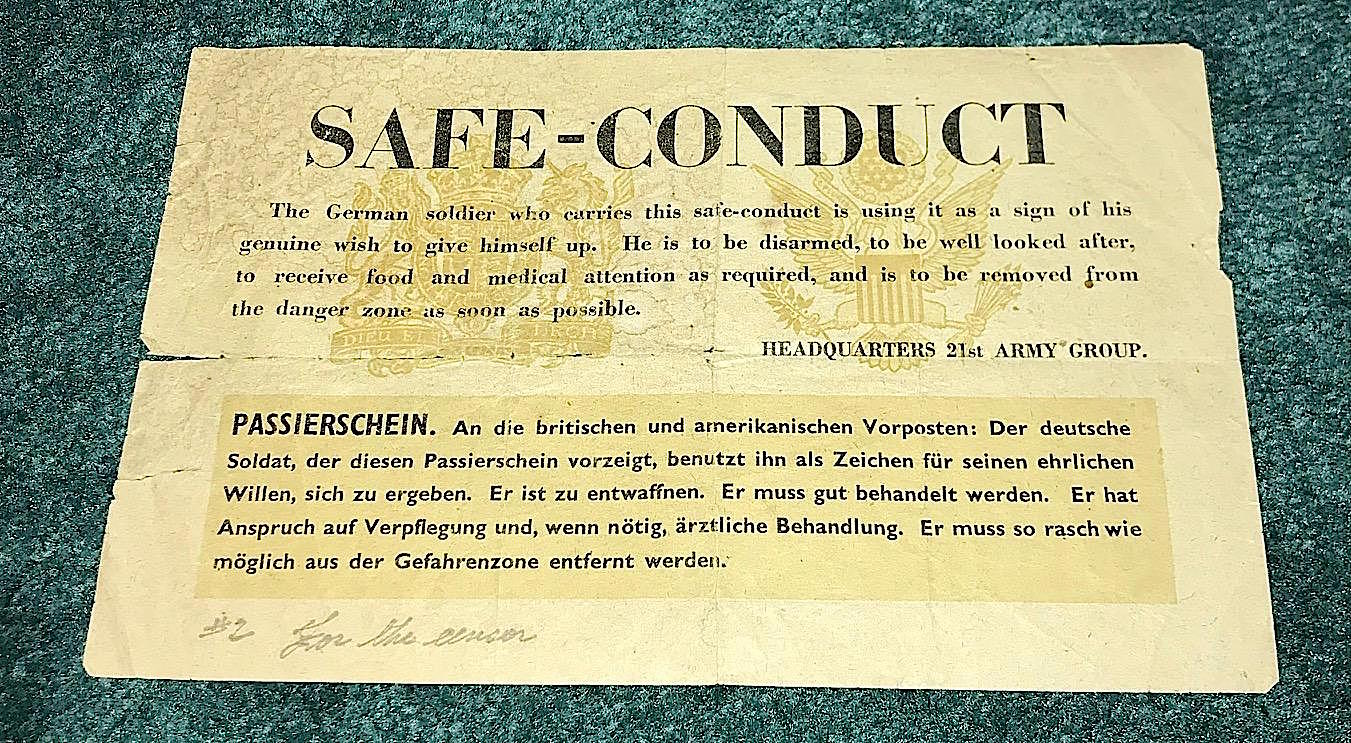 SAFE-CONDUCT
The German soldier who carries this safe-conduct is using it as a sign of his
genuine wish to give himself up. He is to be disarmed, to be well looked after,
to receive food and medical attention as required, and is to be removed from
the danger zone as soon as possible.
DIEU ET MON DROIT
HEADQUARTERS 21st ARMY GROUP.
PASSIERSCHEIN. An die britischen und amerikanischen Vorposten: Der deutsche
Soldat, der diesen Passierschein vorzeigt, benutzt ihn als Zeichen für seinen ehrlichen
Willen, sich zu ergeben. Er ist zu entwaffnen. Er muss gut behandelt werden. Er hat
Anspruch auf Verpflegung und, wenn nötig, ärztliche Behandlung. Er muss so rasch wie
möglich aus der Gefahrenzone entfernt werden.
#2 For the censor